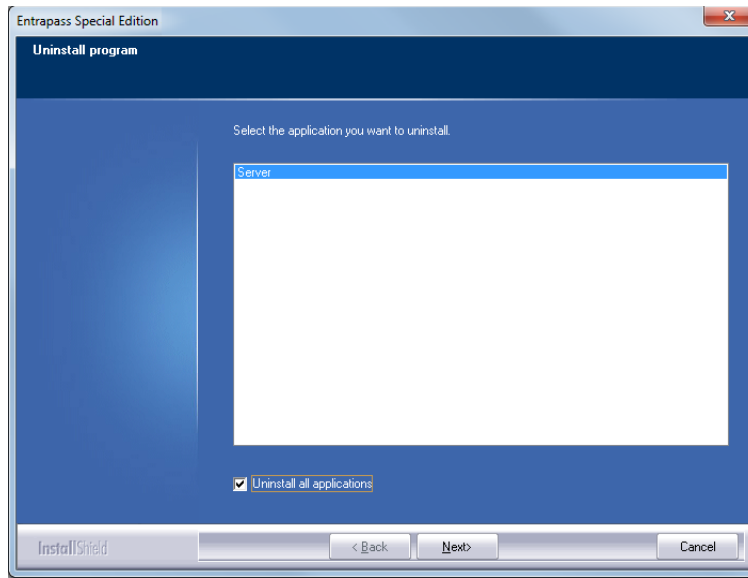 Entrapass Special Edition
Uninstall program
Select the application you want to uninstall.
Server
Uninstall all applications
InstallShield
< Back
Next>
Cancel